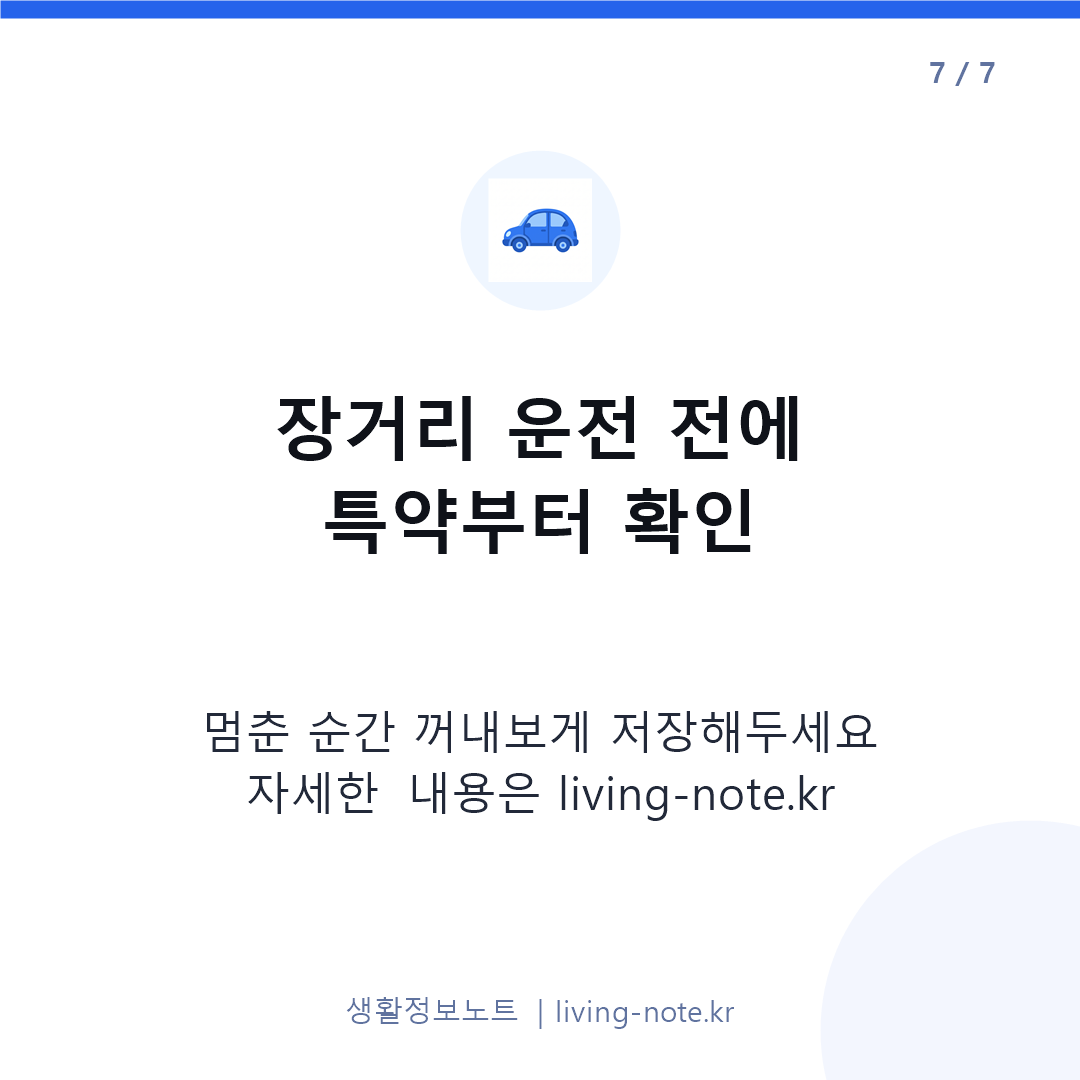 7 / 7
장거리 운전 전에
특약부터 확인
멈춘 순간 꺼내보게 저장해두세요
자세한 내용은 living-note.kr
생활정보노트 | living-note.kr